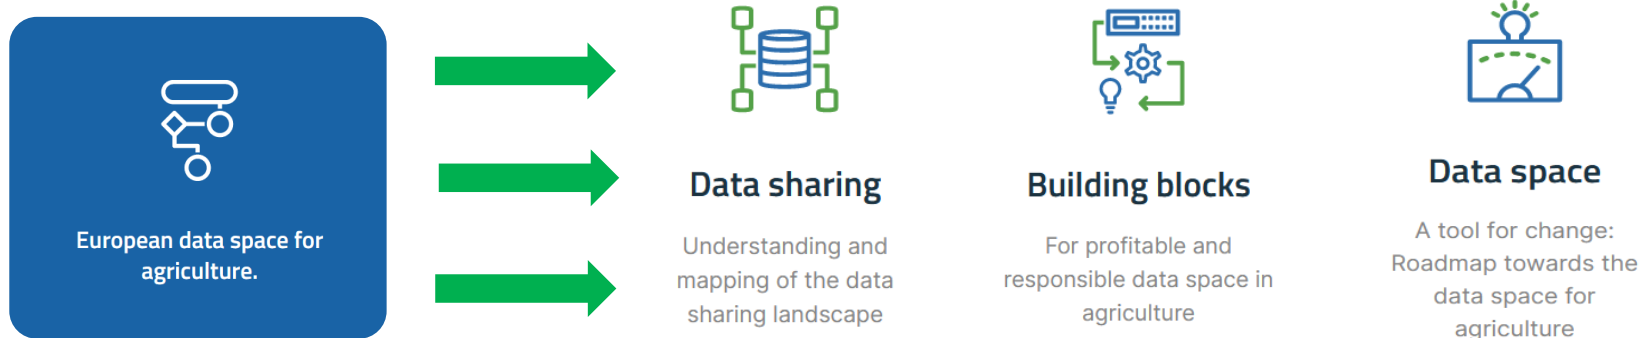 European data space for
agriculture.
Data sharing
Understanding and
mapping of the data
sharing landscape
Building blocks
For profitable and
responsible data space in
agriculture
Data space
A tool for change:
Roadmap towards the
data space for
agriculture